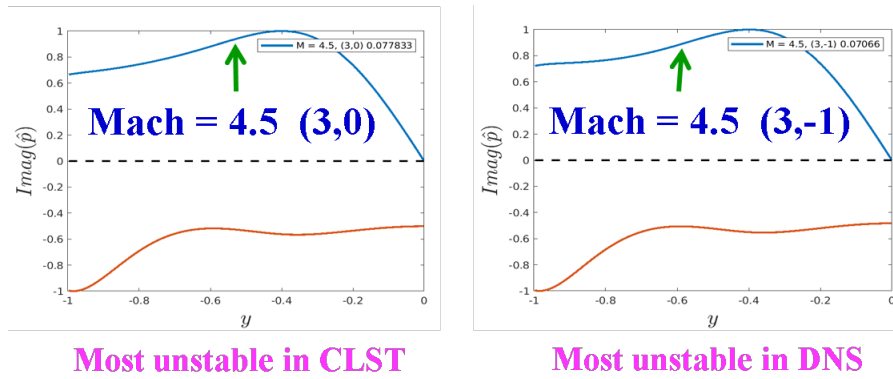 M = 4.5, (3,0) 0.077833
Mach = 4.5 (3,0)
Imag(p̂)
1
0.8
0.6
0.4
0.2
0
-0.2
-0.4
-0.6
-0.8
-1
-1 -0.8 -0.6 -0.4 -0.2 0
y
Most unstable in CLST
M = 4.5, (3,-1) 0.07066
Mach = 4.5 (3,-1)
Imag(p̂)
1
0.8
0.6
0.4
0.2
0
-0.2
-0.4
-0.6
-0.8
-1
-1 -0.8 -0.6 -0.4 -0.2 0
y
Most unstable in DNS